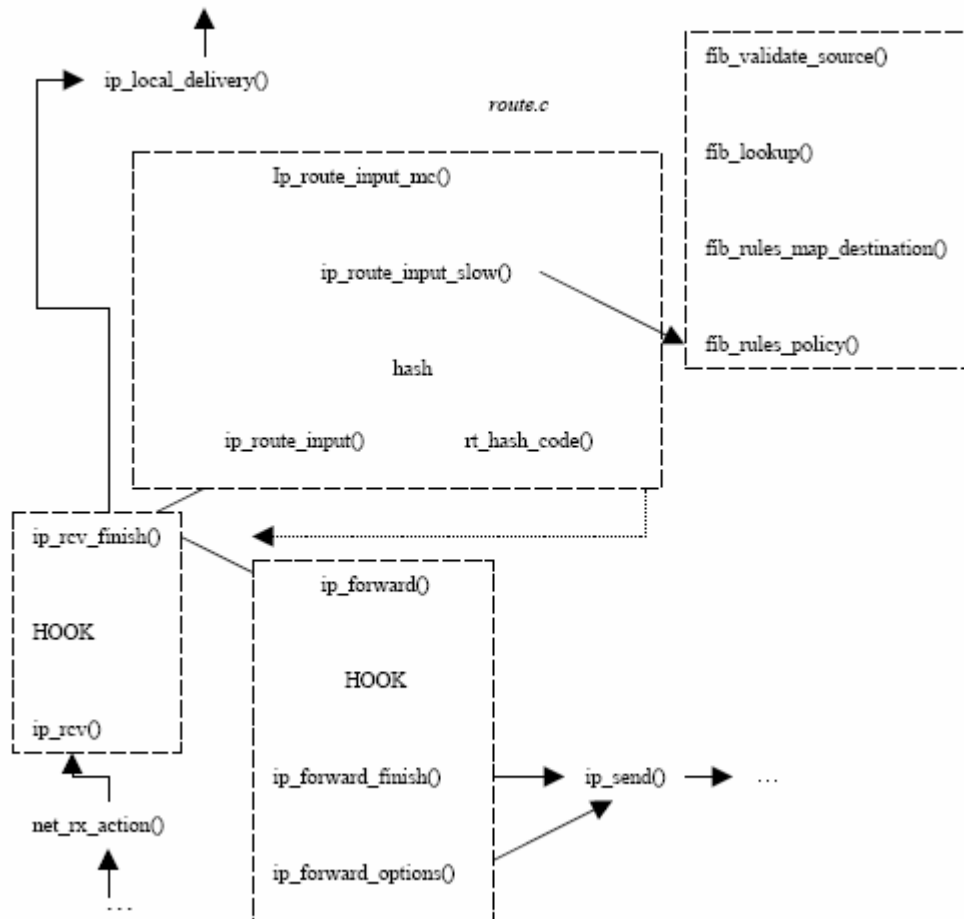 fib_validate_source()
ip_local_delivery()
route.c
fib_lookup()
Ip_route_input_mc()
fib_rules_map_destination()
ip_route_input_slow()
fib_rules_policy()
hash
ip_route_input()
rt_hash_code()
ip_rcv_finish()
ip_forward()
HOOK
HOOK
ip_rcv()
ip_forward_finish()
ip_send()
...
net_rx_action()
ip_forward_options()
...